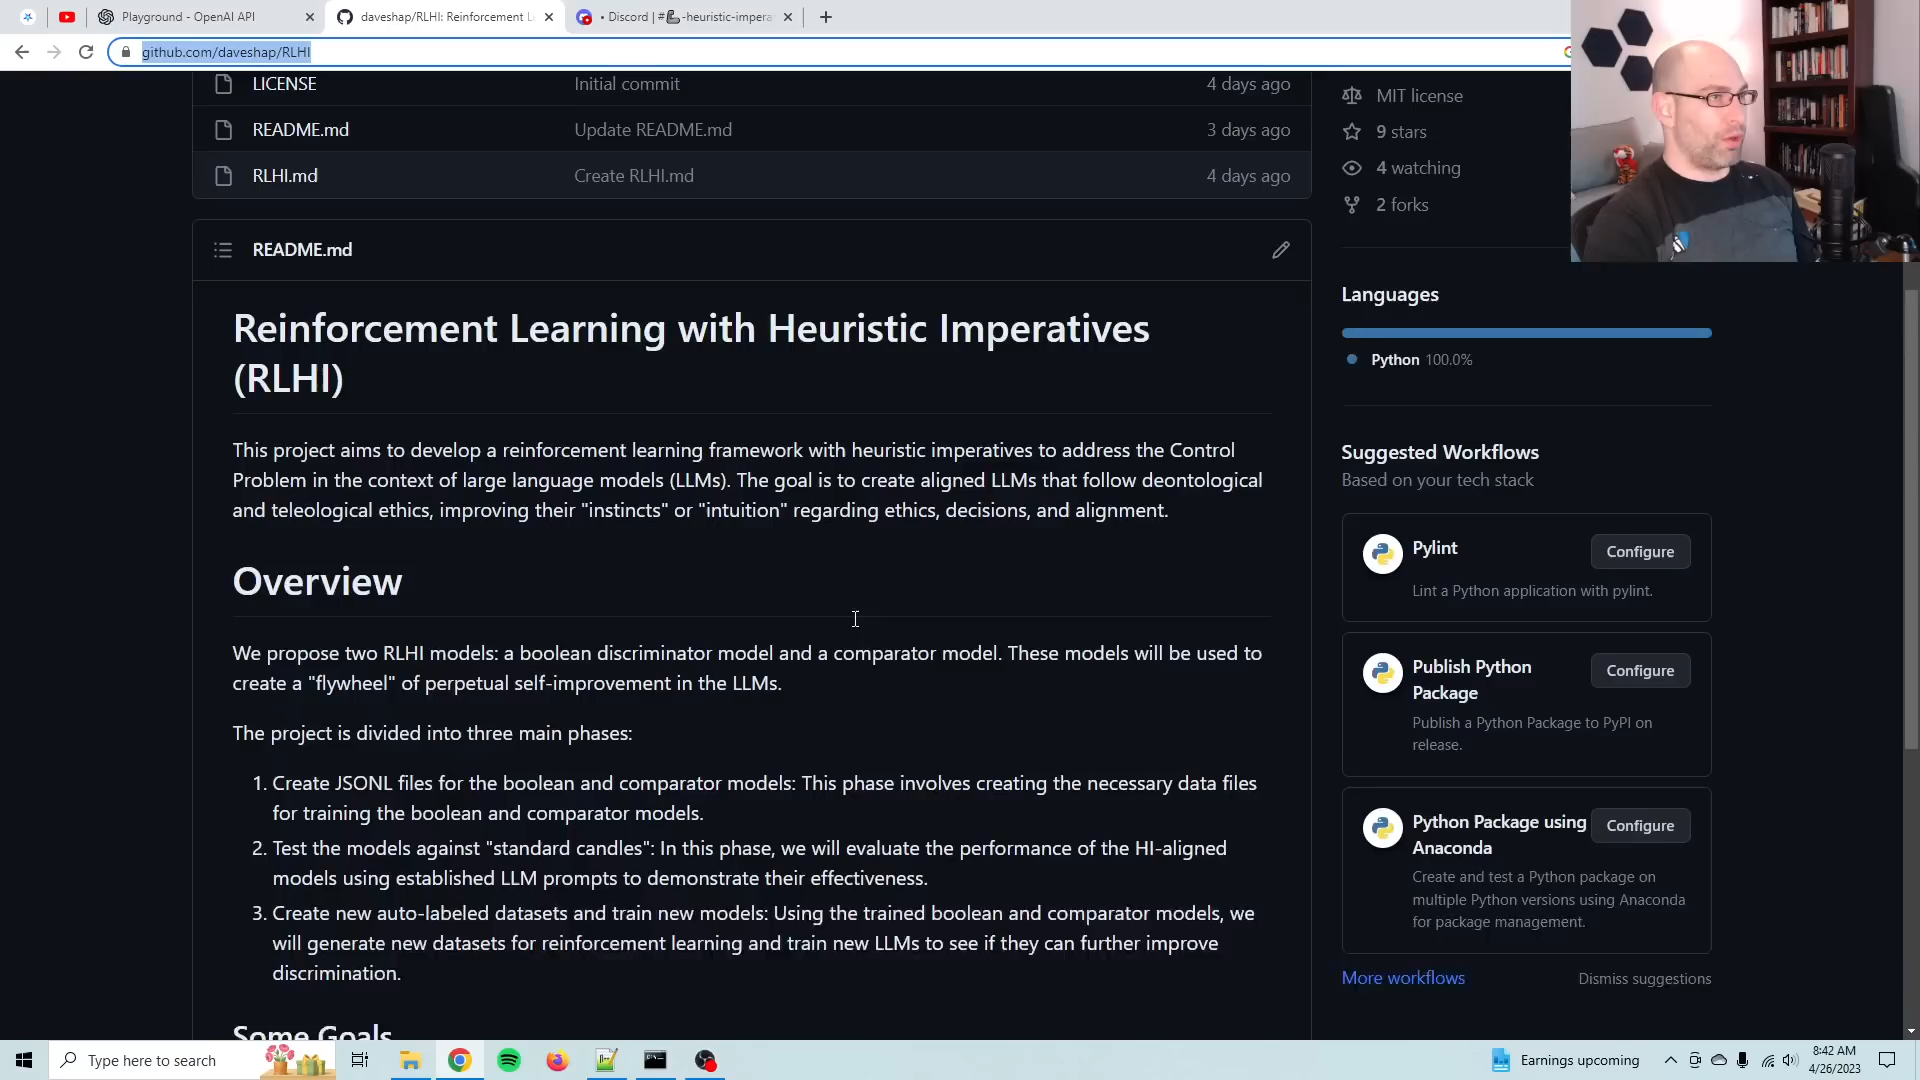 Playground - OpenAI API
daveshap/RLHI: Reinforcement L
• Discord | #
-heuristic-impera
github.com/daveshap/RLHI
LICENSE
Initial commit
4 days ago
README.md
Update README.md
3 days ago
RLHI.md
Create RLHI.md
4 days ago
MIT license
9 stars
4 watching
2 forks
README.md
Reinforcement Learning with Heuristic Imperatives
(RLHI)
This project aims to develop a reinforcement learning framework with heuristic imperatives to address the Control
Problem in the context of large language models (LLMs). The goal is to create aligned LLMs that follow deontological
and teleological ethics, improving their "instincts" or "intuition" regarding ethics, decisions, and alignment.
Overview
We propose two RLHI models: a boolean discriminator model and a comparator model. These models will be used to
create a "flywheel" of perpetual self-improvement in the LLMs.
The project is divided into three main phases:
1. Create JSONL files for the boolean and comparator models: This phase involves creating the necessary data files
for training the boolean and comparator models.
2. Test the models against "standard candles": In this phase, we will evaluate the performance of the HI-aligned
models using established LLM prompts to demonstrate their effectiveness.
3. Create new auto-labeled datasets and train new models: Using the trained boolean and comparator models, we
will generate new datasets for reinforcement learning and train new LLMs to see if they can further improve
discrimination.
Some Goals
Languages
Python 100.0%
Suggested Workflows
Based on your tech stack
Pylint
Configure
Lint a Python application with pylint.
Publish Python
Package
Configure
Publish a Python Package to PyPI on
release.
Python Package using
Anaconda
Configure
Create and test a Python package on
multiple Python versions using Anaconda
for package management.
More workflows
Dismiss suggestions
Type here to search
Earnings upcoming
8:42 AM
4/26/2023